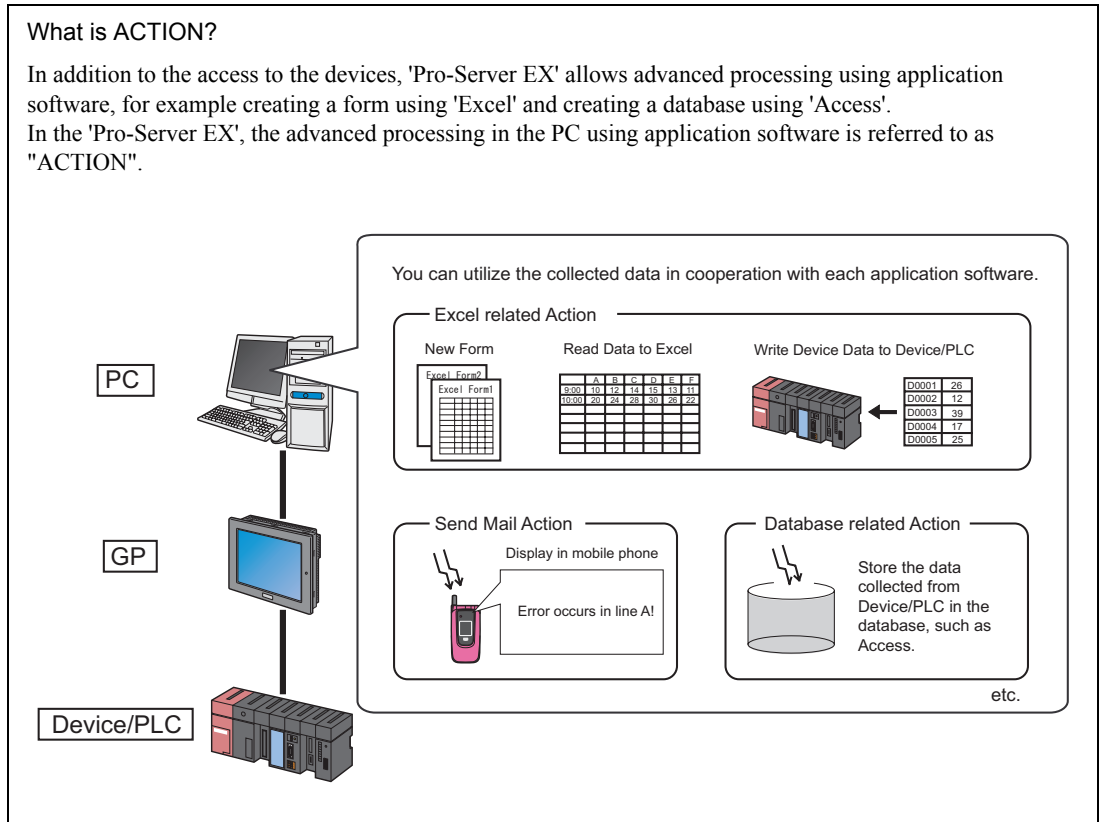 What is ACTION?
In addition to the access to the devices, 'Pro-Server EX' allows advanced processing using application
software, for example creating a form using 'Excel' and creating a database using 'Access'.
In the 'Pro-Server EX', the advanced processing in the PC using application software is referred to as
"ACTION".
You can utilize the collected data in cooperation with each application software.
Excel related Action
New Form
Read Data to Excel
Write Device Data to Device/PLC
PC
Excel Form2
Excel Form1
A B C D E F
9:00 10 12 14 15 13 11
10:00 20 24 28 30 26 22
D0001 26
D0002 12
D0003 39
D0004 17
D0005 25
GP
Send Mail Action
Display in mobile phone
Error occurs in line A!
Database related Action
Store the data
collected from
Device/PLC in the
database, such as
Access.
etc.
Device/PLC